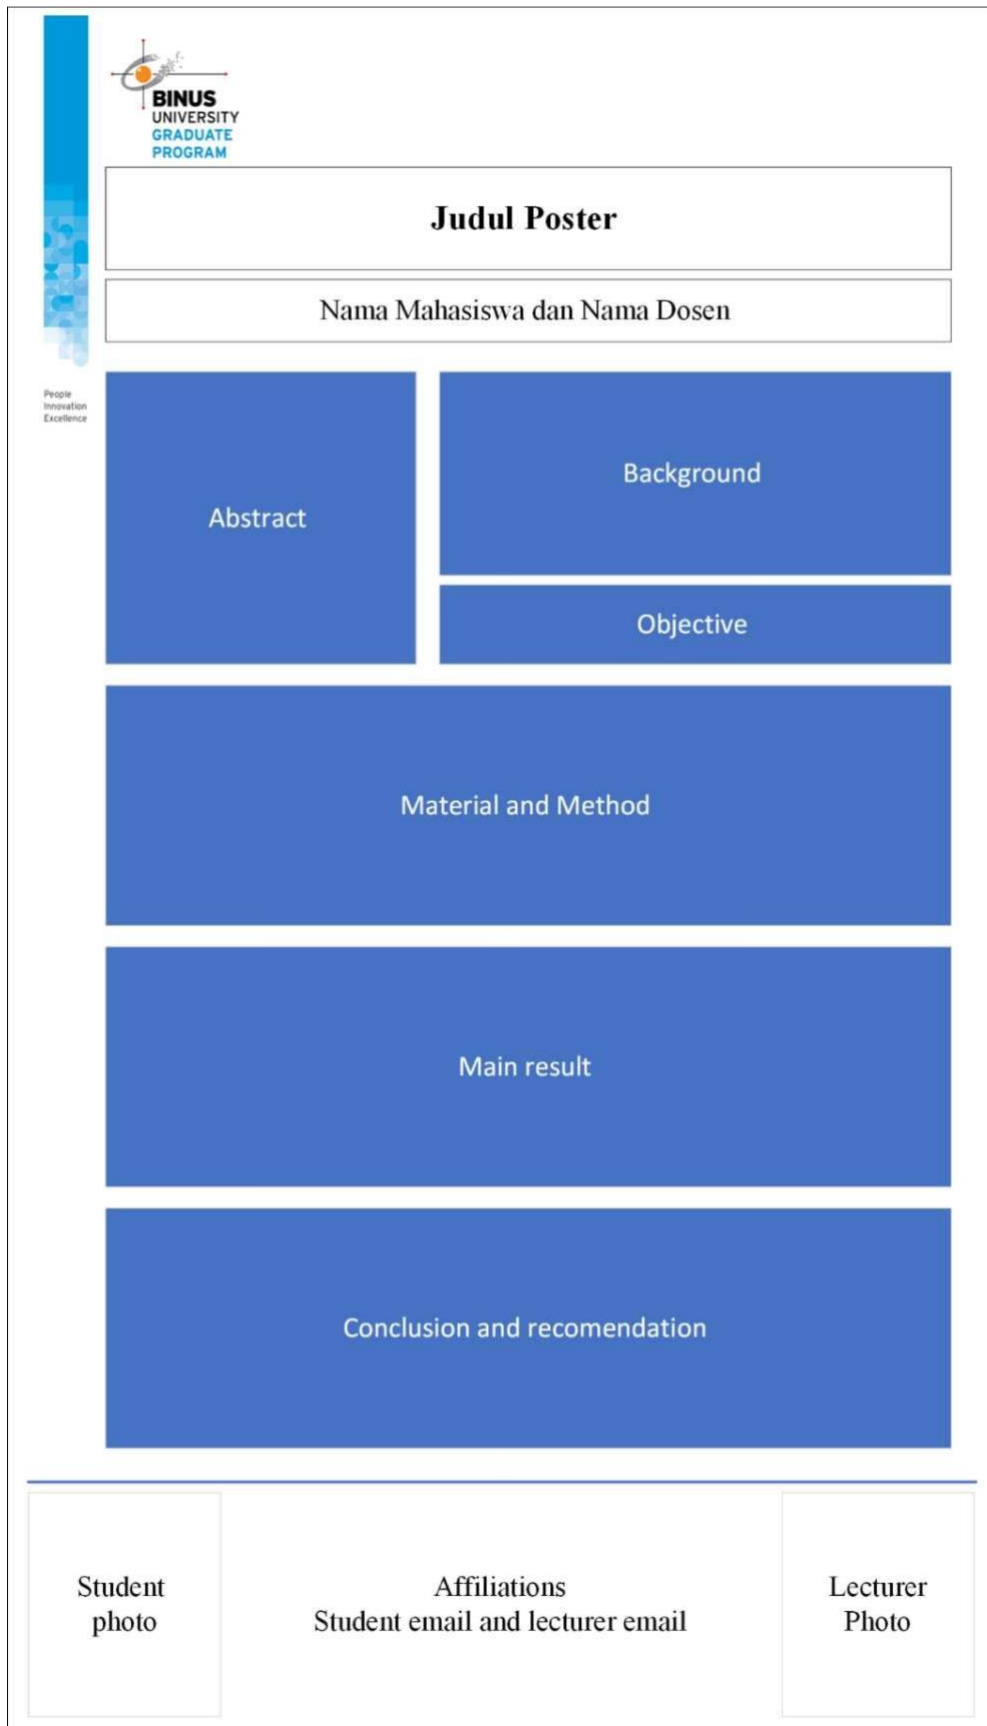 BINUS
UNIVERSITY
GRADUATE
PROGRAM
Judul Poster
Nama Mahasiswa dan Nama Dosen
People
Innovation
Excellence
Abstract
Background
Objective
Material and Method
Main result
Conclusion and recomendation
Student
photo
Affiliations
Student email and lecturer email
Lecturer
Photo